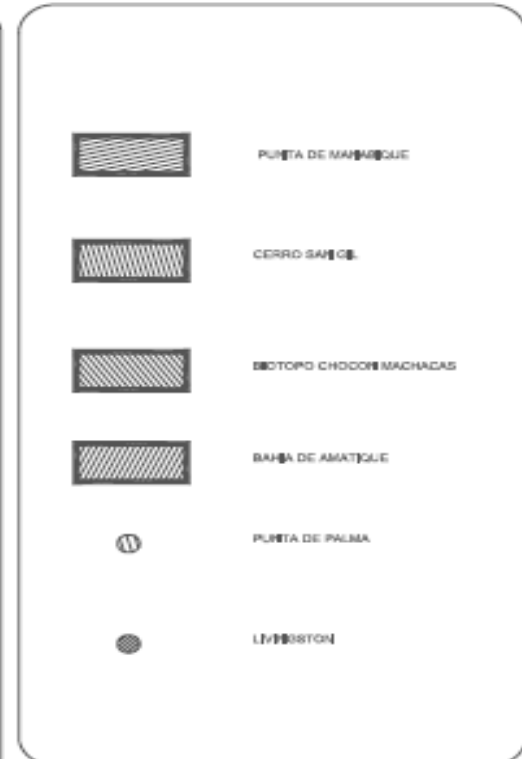 PUNTA DE MANABIQUE
CERRO SAN GIL
BIOTOPO CHOCON MACHACAS
BAHIA DE AMATIQUE
PUNTA DE PALMA
LIVINGSTON